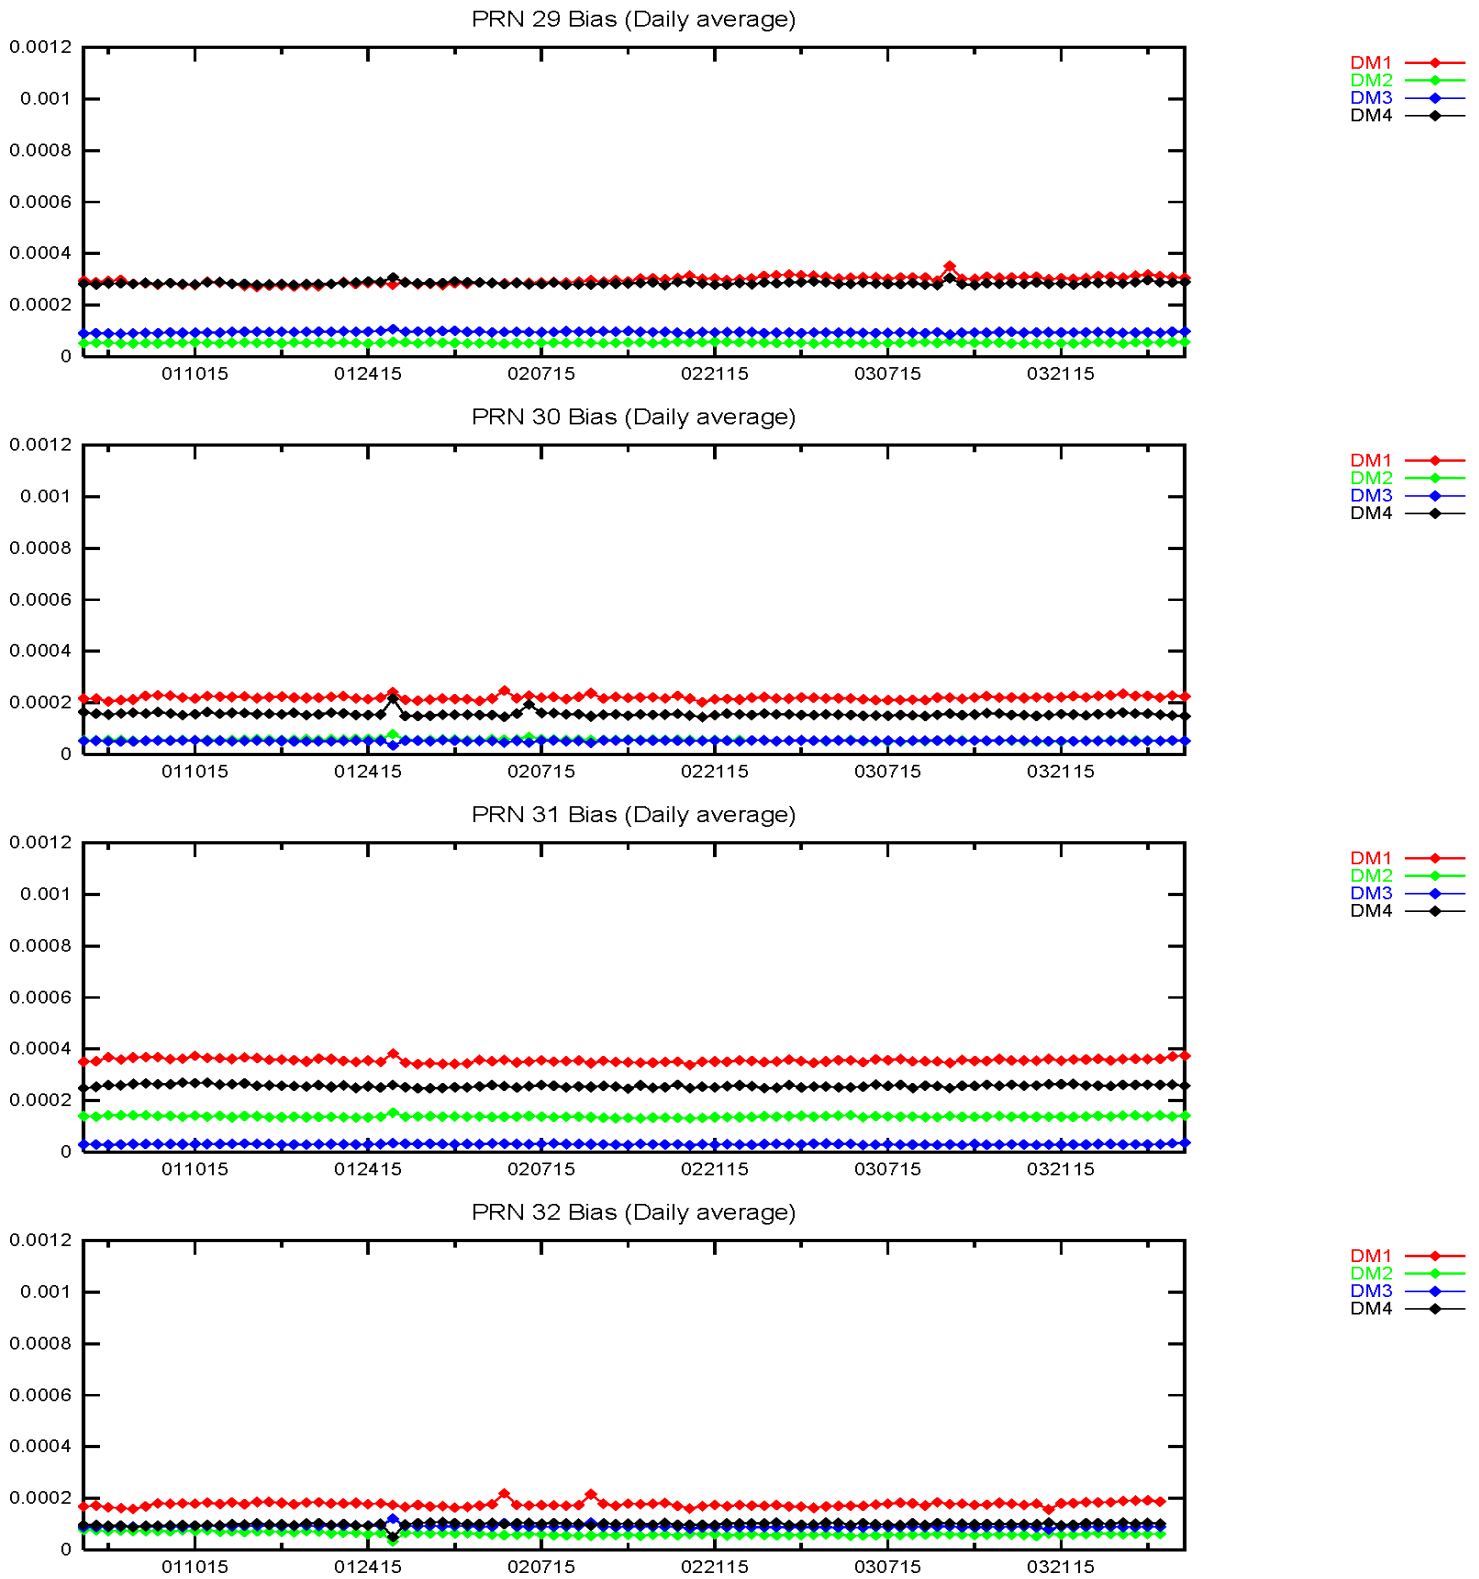 PRN 29 Bias (Daily average)
0.0012
0.001
0.0008
0.0006
0.0004
0.0002
0
011015 012415 020715 022115 030715 032115
DM1
DM2
DM3
DM4
PRN 30 Bias (Daily average)
0.0012
0.001
0.0008
0.0006
0.0004
0.0002
0
011015 012415 020715 022115 030715 032115
DM1
DM2
DM3
DM4
PRN 31 Bias (Daily average)
0.0012
0.001
0.0008
0.0006
0.0004
0.0002
0
011015 012415 020715 022115 030715 032115
DM1
DM2
DM3
DM4
PRN 32 Bias (Daily average)
0.0012
0.001
0.0008
0.0006
0.0004
0.0002
0
011015 012415 020715 022115 030715 032115
DM1
DM2
DM3
DM4